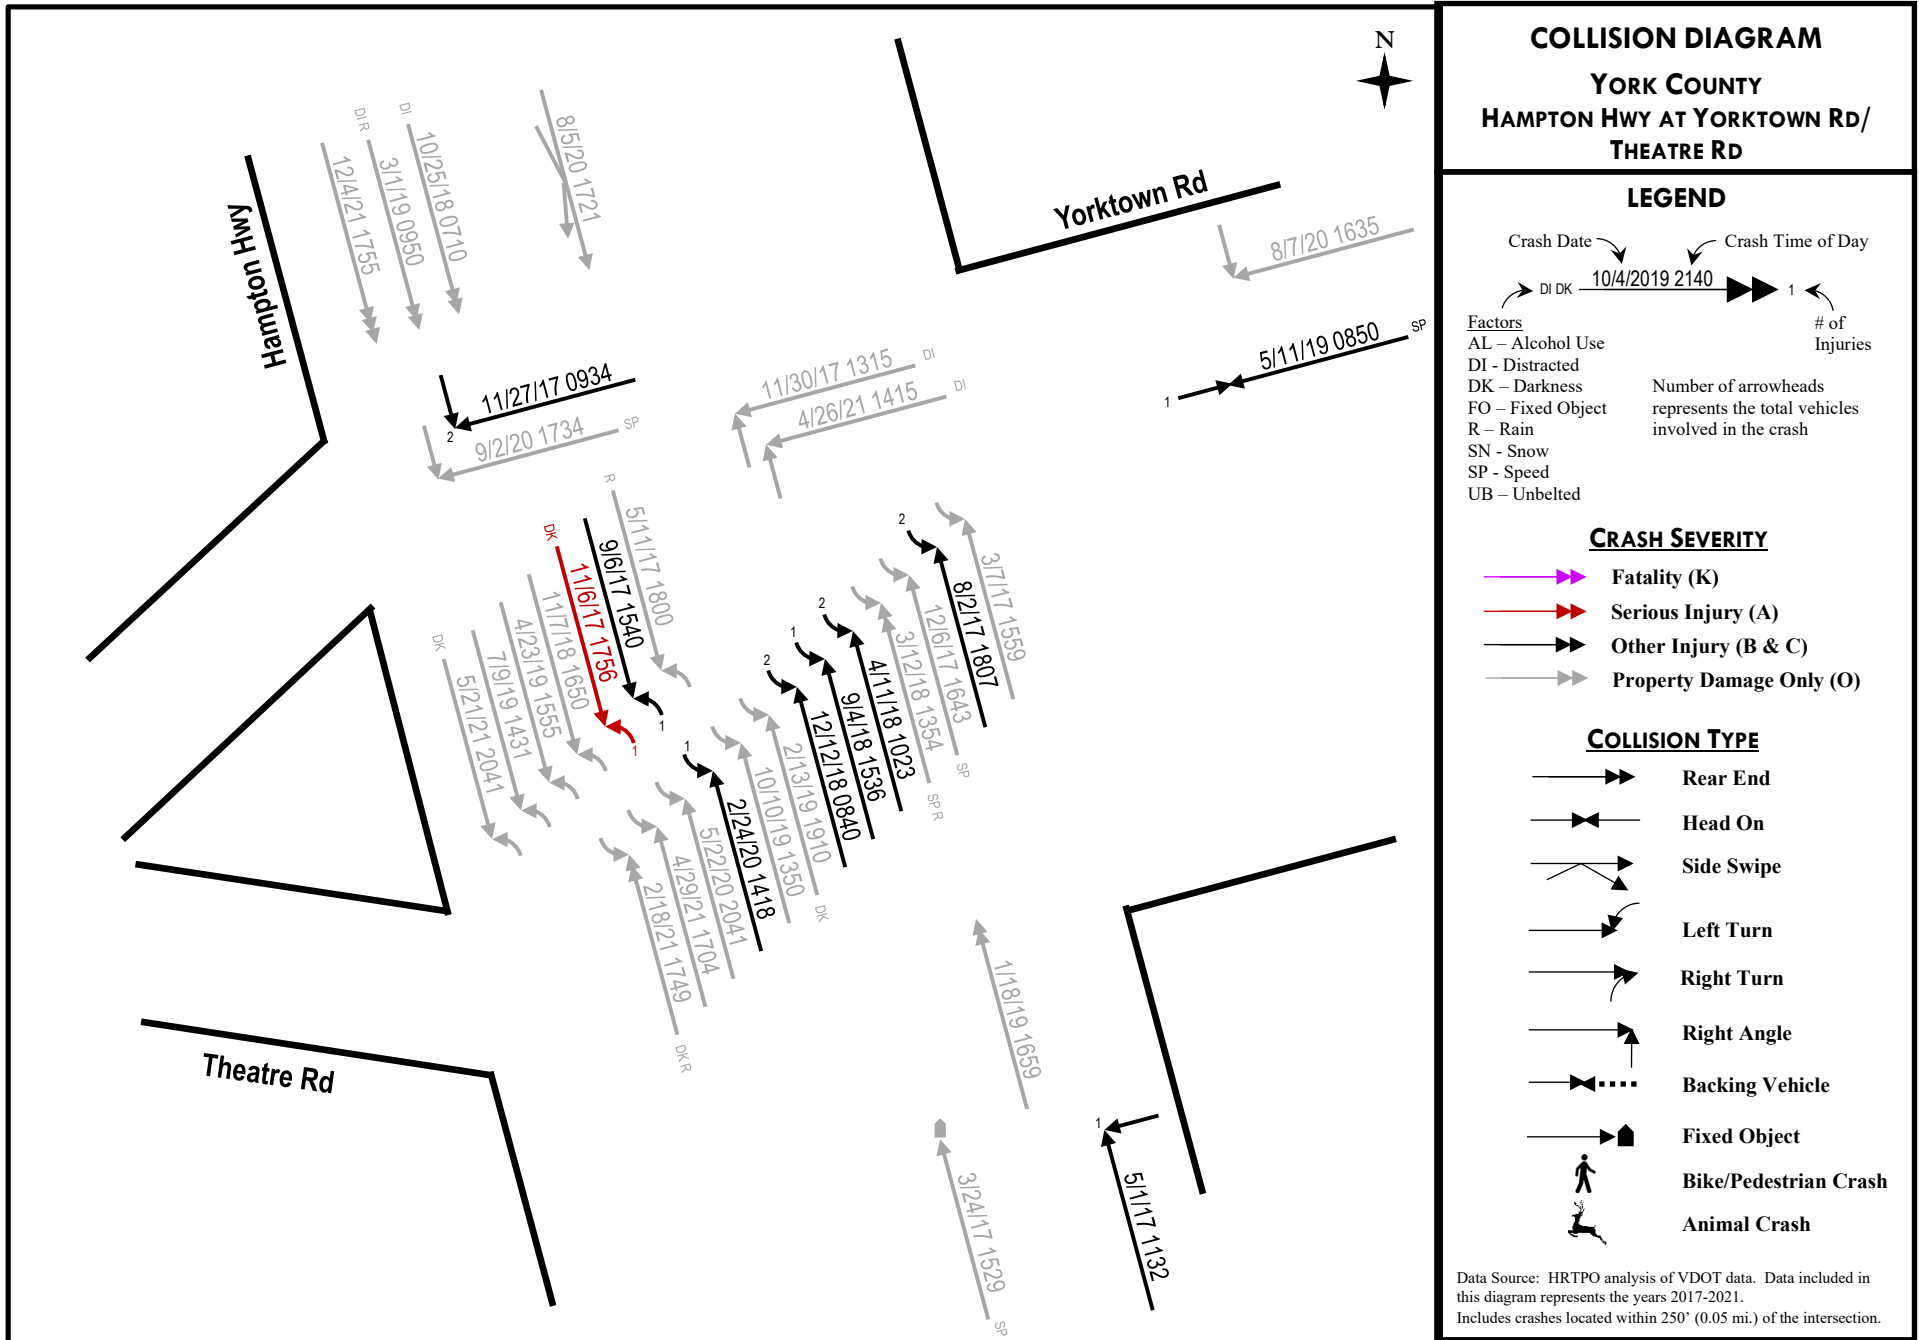 COLLISION DIAGRAM
YORK COUNTY
HAMPTON HWY AT YORKTOWN RD/
THEATRE RD
N
Hampton Hwy
Yorktown Rd
Theatre Rd
12/4/21 1755
DI R
3/1/19 0950
DI
10/25/18 0710
8/5/20 1721
8/7/20 1635
5/11/19 0850
SP
1
11/27/17 0934
2
9/2/20 1734
SP
11/30/17 1315
DI
4/26/21 1415
DI
R
5/11/17 1800
9/6/17 1540
1
DK
11/6/17 1756
1
11/7/18 1650
4/23/19 1555
7/9/19 1431
DK
5/21/21 2041
3/7/17 1559
2
8/2/17 1807
12/6/17 1643
SP
3/12/18 1354
SP R
2
4/11/18 1023
1
9/4/18 1536
2
12/12/18 0840
2/13/19 1910
DK
10/10/19 1350
1
2/24/20 1418
5/22/20 2041
4/29/21 1704
2/18/21 1749
DK R
1/18/19 1659
3/24/17 1529
SP
1
5/1/17 1132
LEGEND
Crash Date
Crash Time of Day
DI DK
10/4/2019 2140
1
# of
Injuries
Factors
AL – Alcohol Use
DI - Distracted
DK – Darkness
FO – Fixed Object
R – Rain
SN - Snow
SP - Speed
UB – Unbelted
Number of arrowheads
represents the total vehicles
involved in the crash
CRASH SEVERITY
Fatality (K)
Serious Injury (A)
Other Injury (B & C)
Property Damage Only (O)
COLLISION TYPE
Rear End
Head On
Side Swipe
Left Turn
Right Turn
Right Angle
Backing Vehicle
Fixed Object
Bike/Pedestrian Crash
Animal Crash
Data Source: HRTPO analysis of VDOT data. Data included in
this diagram represents the years 2017-2021.
Includes crashes located within 250' (0.05 mi.) of the intersection.